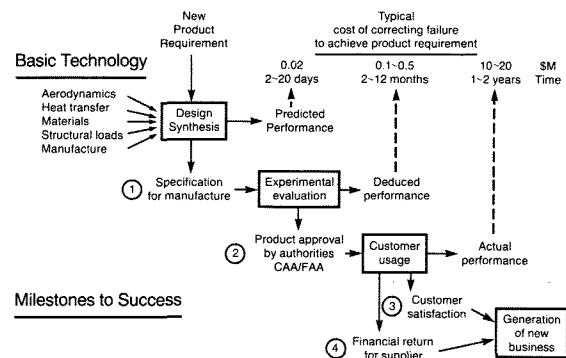 New
Product
Requirement
Typical
cost of correcting failure
to achieve product requirement
Basic Technology
0.02
2~20 days
0.1~0.5
2~12 months
10~20
1~2 years
$M
Time
Aerodynamics
Heat transfer
Materials
Structural loads
Manufacture
Design
Synthesis
Predicted
Performance
1
Specification
for manufacture
Experimental
evaluation
Deduced
performance
2
Product approval
by authorities
CAA/FAA
Customer
usage
Actual
performance
Milestones to Success
3
Customer
satisfaction
4
Financial return
for supplier
Generation
of new
business